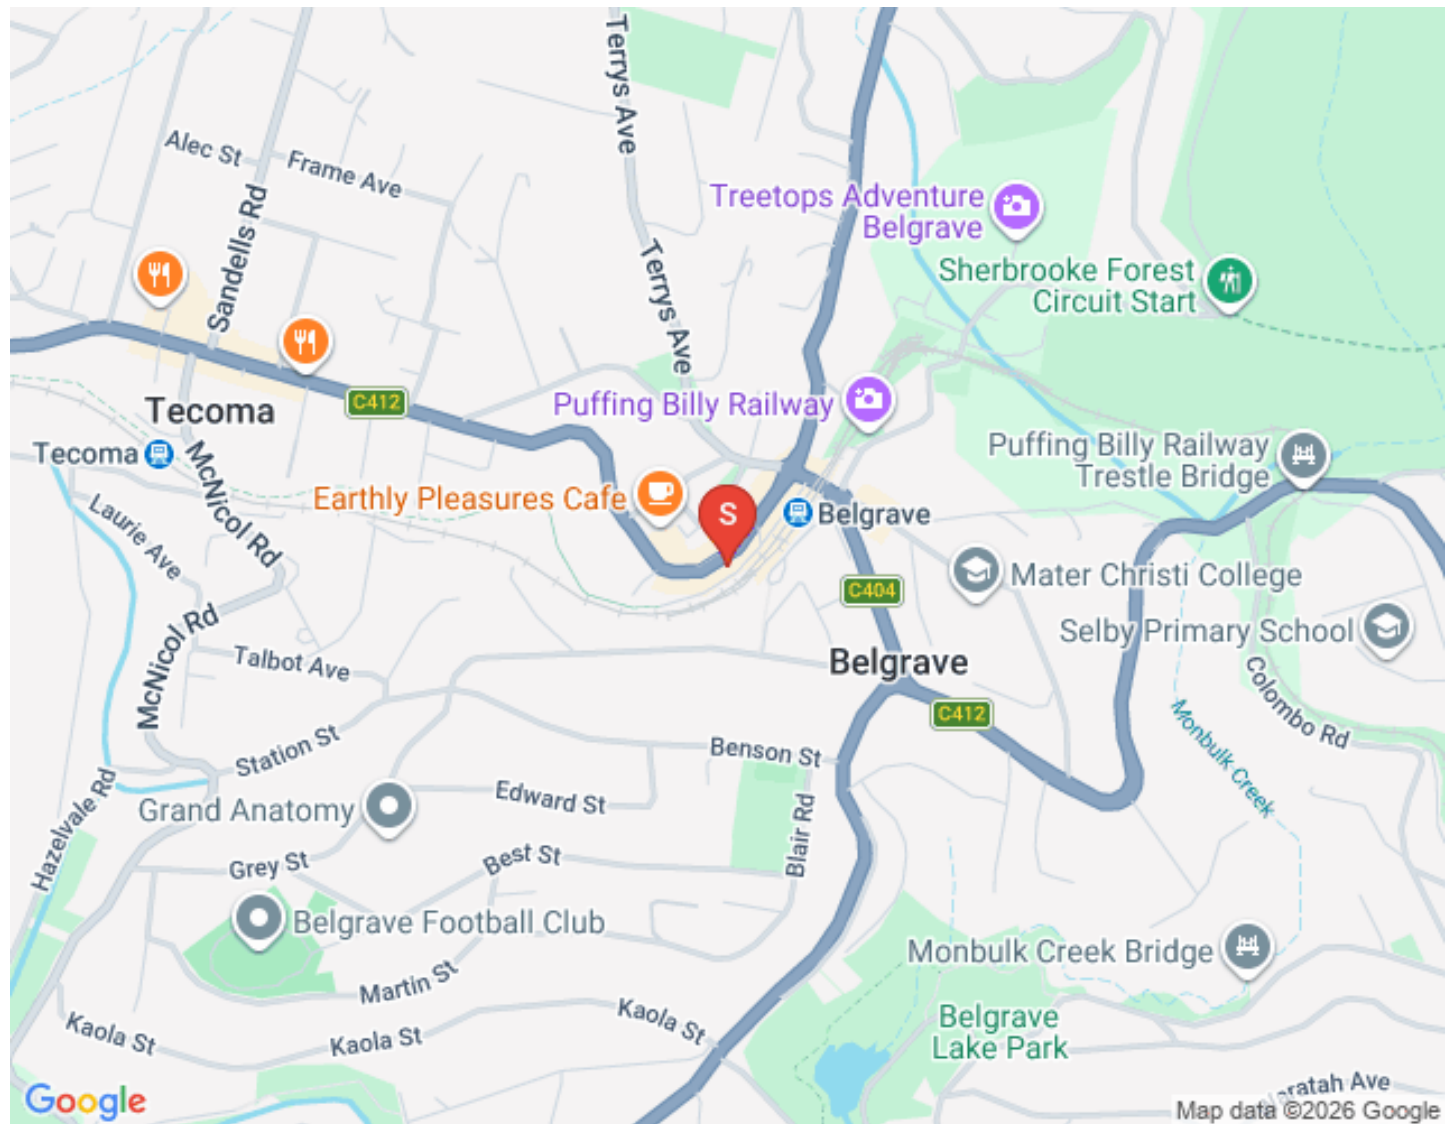 Terrys Ave
Alec St
Frame Ave
Sandells Rd
Treetops Adventure
Belgrave
Terrys Ave
Sherbrooke Forest
Circuit Start
Tecoma
C412
Puffing Billy Railway
Tecoma
McNicol Rd
Puffing Billy Railway
Trestle Bridge
Earthly Pleasures Cafe
S
Belgrave
Laurie Ave
Mater Christi College
C404
McNicol Rd
Selby Primary School
Talbot Ave
Belgrave
C412
Colombo Rd
Monbulk Creek
Station St
Benson St
Hazelvale Rd
Grand Anatomy
Edward St
Blair Rd
Grey St
Best St
Belgrave Football Club
Monbulk Creek Bridge
Martin St
Kaola St
Kaola St
Kaola St
Belgrave
Lake Park
Google
Map data ©2026 Google